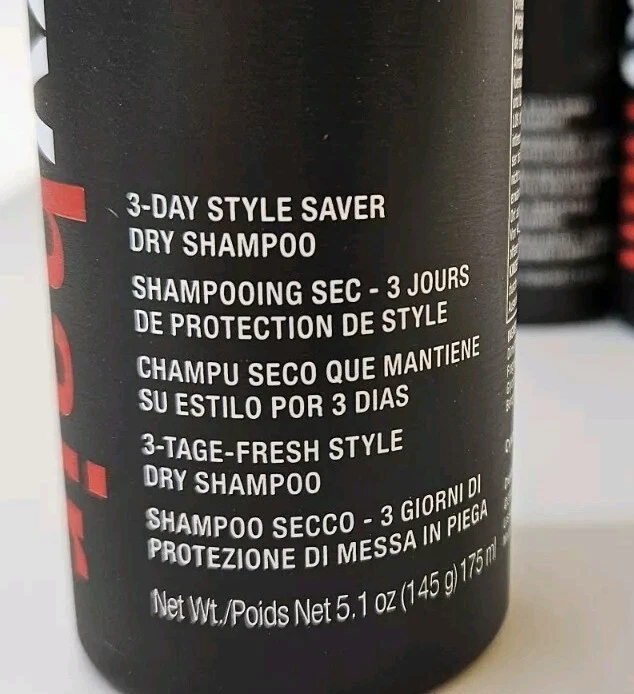 3-DAY STYLE SAVER
DRY SHAMPOO
SHAMPOOING SEC - 3 JOURS
DE PROTECTION DE STYLE
CHAMPU SECO QUE MANTIENE
SU ESTILO POR 3 DIAS
3-TAGE-FRESH STYLE
DRY SHAMPOO
SHAMPOO SECCO - 3 GIORNI DI
PROTEZIONE DI MESSA IN PIEGA
Net Wt./Poids Net 5.1 oz (145 g) 175 ml